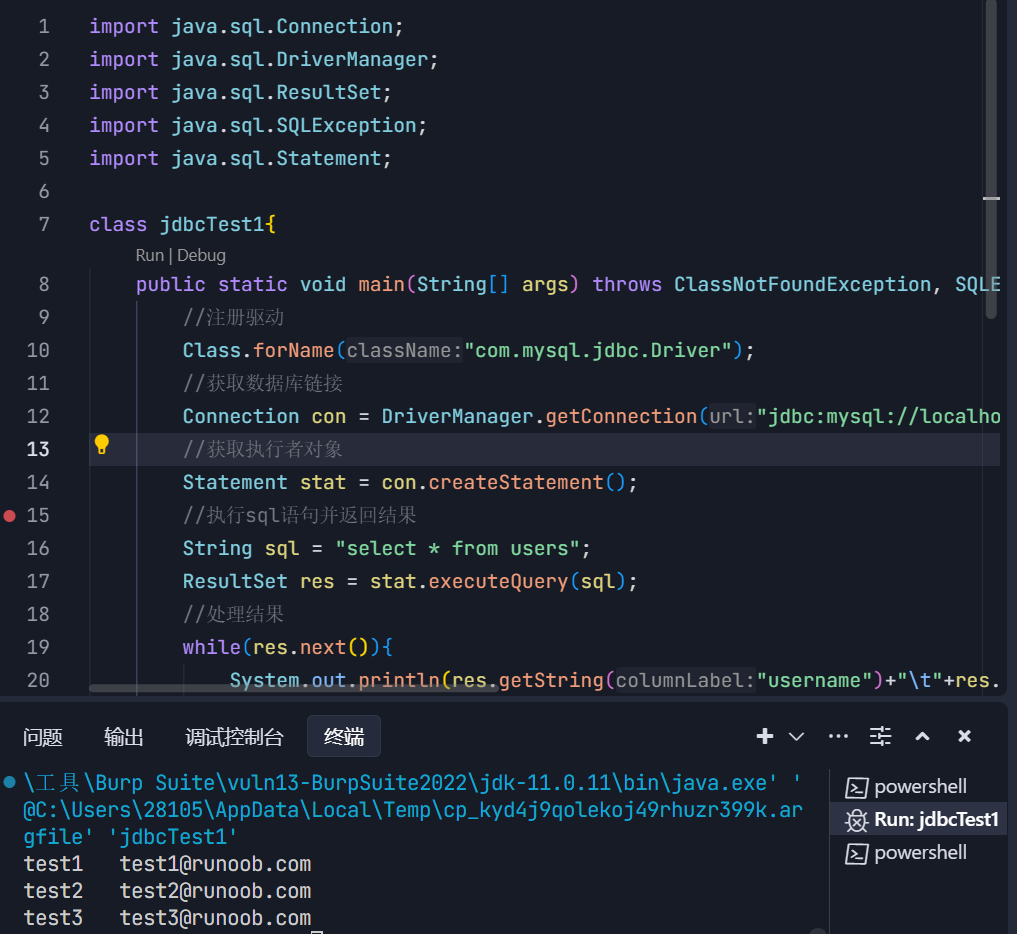 1 import java.sql.Connection;
2 import java.sql.DriverManager;
3 import java.sql.ResultSet;
4 import java.sql.SQLException;
5 import java.sql.Statement;
6
7 class jdbcTest1{
Run | Debug
8 public static void main(String[] args) throws ClassNotFoundException, SQLE
9 //注册驱动
10 Class.forName(className:"com.mysql.jdbc.Driver");
11 //获取数据库链接
12 Connection con = DriverManager.getConnection(url:"jdbc:mysql://localho
13 //获取执行者对象
14 Statement stat = con.createStatement();
15 //执行sql语句并返回结果
16 String sql = "select * from users";
17 ResultSet res = stat.executeQuery(sql);
18 //处理结果
19 while(res.next()){
20 System.out.println(res.getString(columnLabel:"username")+"\t"+res.
问题 输出 调试控制台 终端
\工具\Burp Suite\vuln13-BurpSuite2022\jdk-11.0.11\bin\java.exe' '
@C:\Users\28105\AppData\Local\Temp\cp_kyd4j9qolekoj49rhuzr399k.ar
gfile' 'jdbcTest1'
test1 test1@runoob.com
test2 test2@runoob.com
test3 test3@runoob.com
powershell
Run: jdbcTest1
powershell